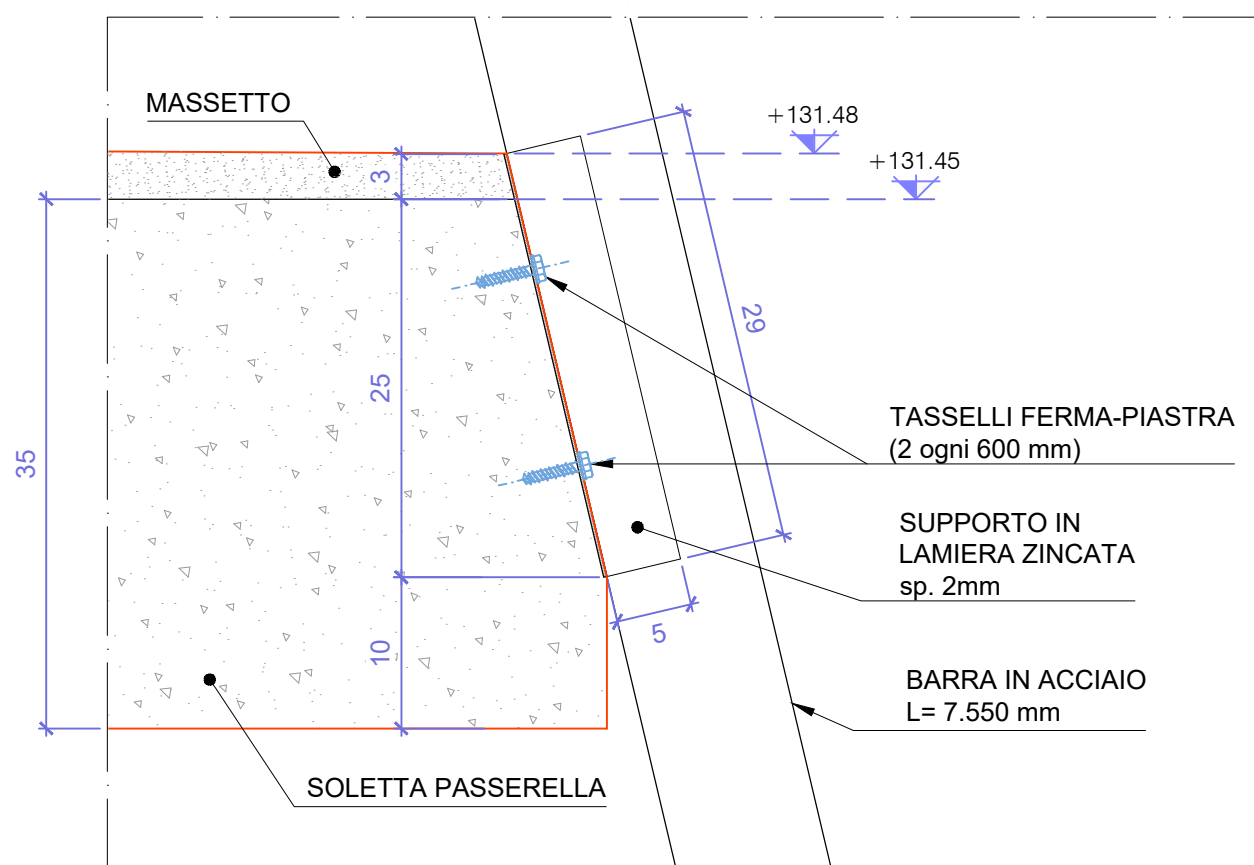 MASSETTO
+131.48
+131.45
3
29
25
35
TASSELLI FERMA-PIASTRA
(2 ogni 600 mm)
SUPPORTO IN
LAMIERA ZINCATA
sp. 2mm
5
10
BARRA IN ACCIAIO
L= 7.550 mm
SOLETTA PASSERELLA